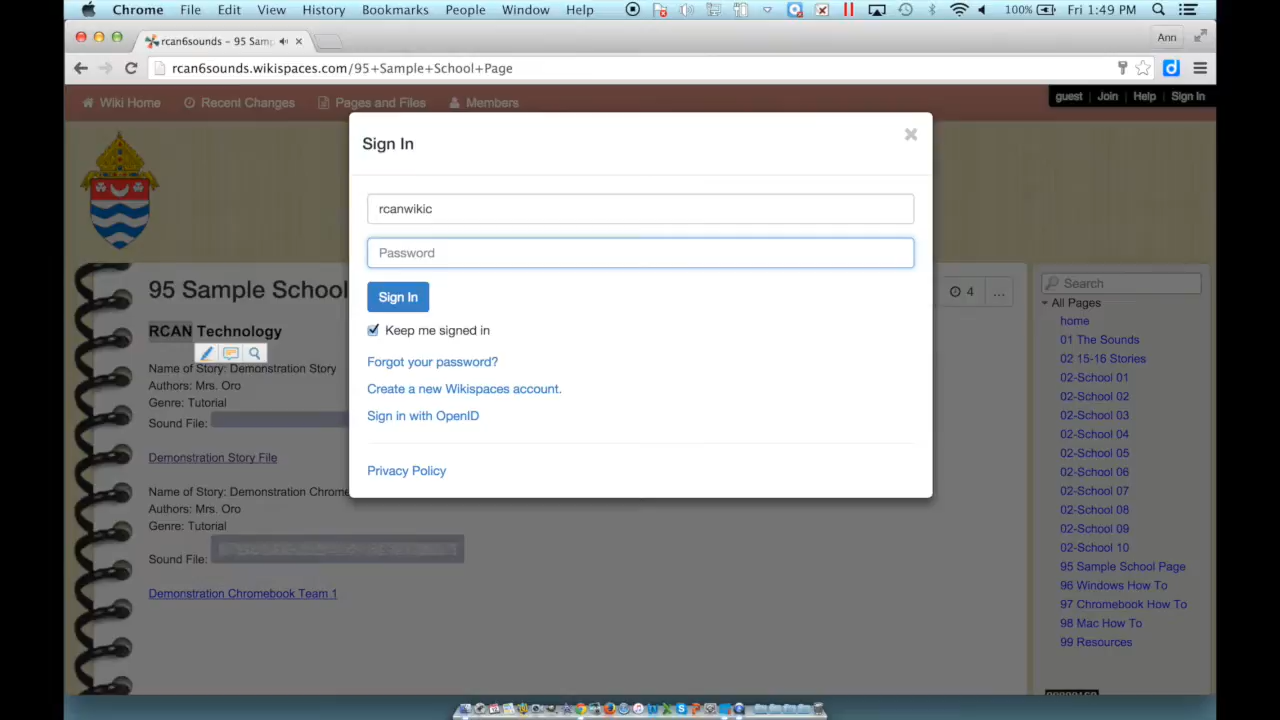 Chrome File Edit View History Bookmarks People Window Help 100% Fri 1:49 PM
rcan6sounds - 95 Samp Ann
rcan6sounds.wikispaces.com/95+Sample+School+Page
Wiki Home Recent Changes Pages and Files Members guest | Join | Help | Sign In
Sign In
rcanwikic
Password
Sign In
Keep me signed in
Forgot your password?
Create a new Wikispaces account.
Sign in with OpenID
Privacy Policy
95 Sample School
4 ...
RCAN Technology
Name of Story: Demonstration Story
Authors: Mrs. Oro
Genre: Tutorial
Sound File:
Demonstration Story File
Name of Story: Demonstration Chrome
Authors: Mrs. Oro
Genre: Tutorial
Sound File:
Demonstration Chromebook Team 1
Search
All Pages
home
01 The Sounds
02 15-16 Stories
02-School 01
02-School 02
02-School 03
02-School 04
02-School 05
02-School 06
02-School 07
02-School 08
02-School 09
02-School 10
95 Sample School Page
96 Windows How To
97 Chromebook How To
98 Mac How To
99 Resources